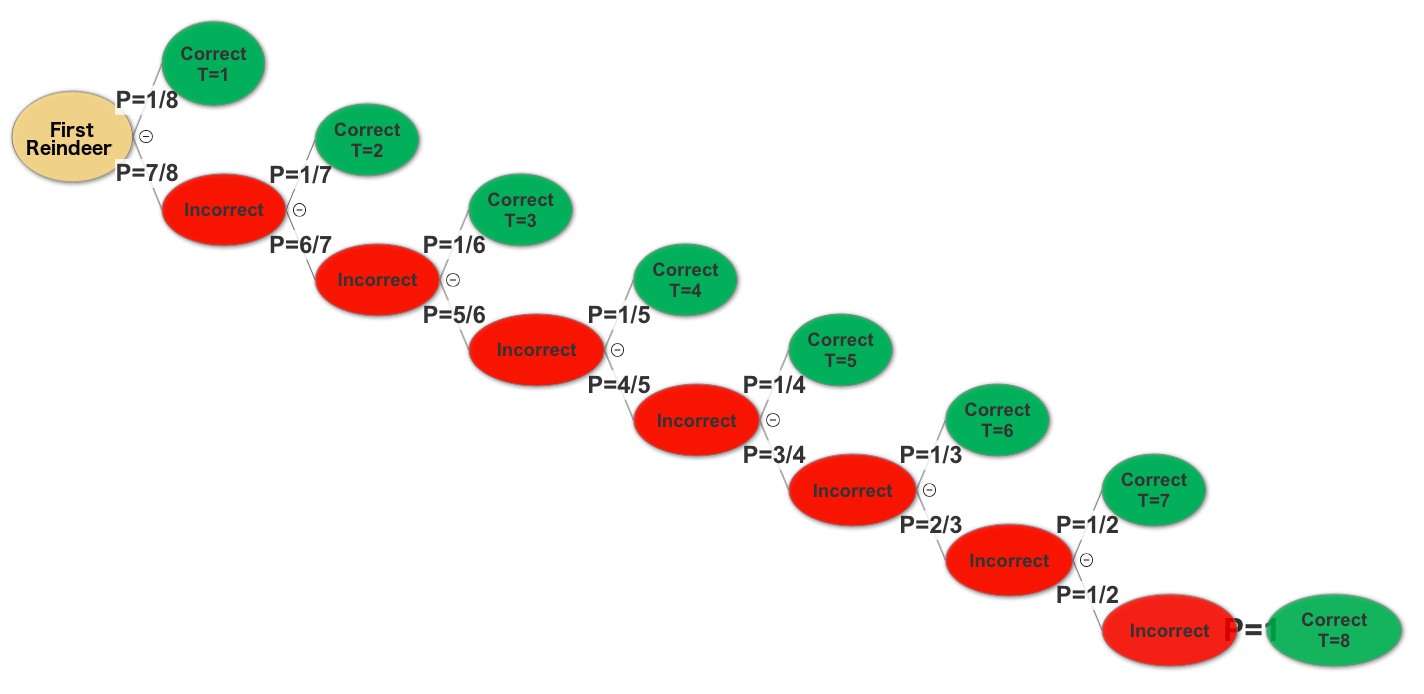 Correct
T=1
P=1/8
First
Reindeer
P=7/8
Correct
T=2
P=1/7
Incorrect
P=6/7
Correct
T=3
P=1/6
Incorrect
P=5/6
Correct
T=4
P=1/5
Incorrect
P=4/5
Correct
T=5
P=1/4
Incorrect
P=3/4
Correct
T=6
P=1/3
Incorrect
P=2/3
Correct
T=7
P=1/2
Incorrect
P=1/2
Incorrect
P=1
Correct
T=8